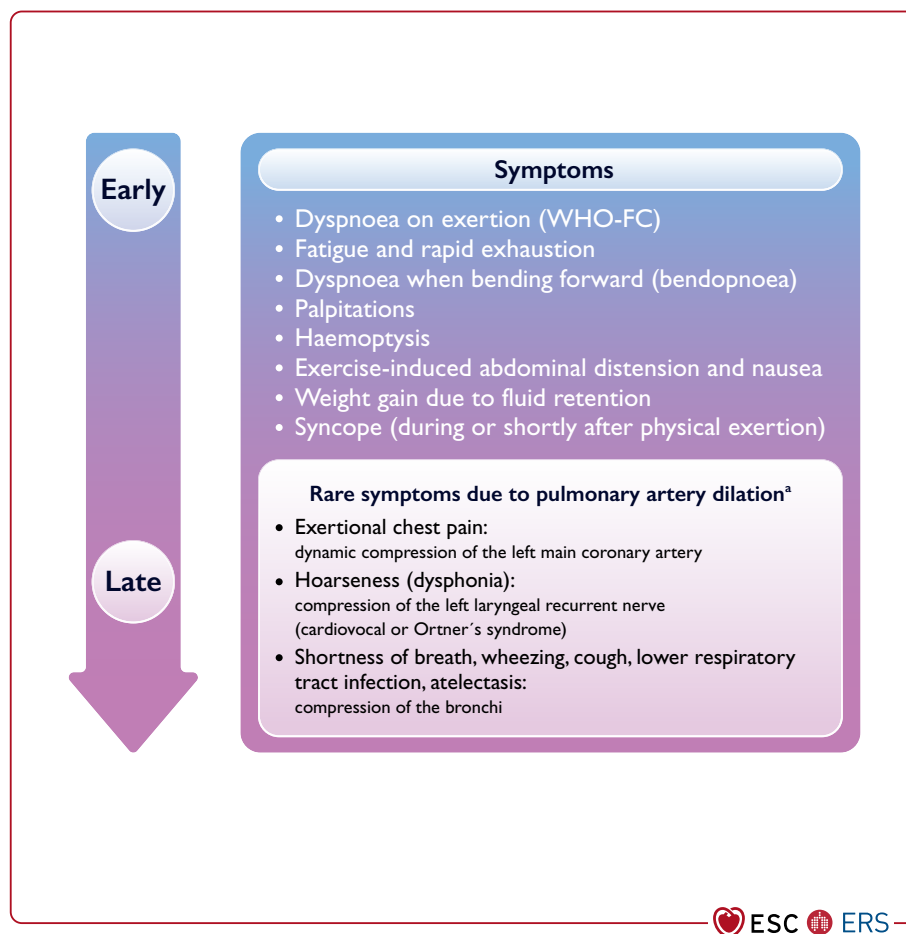 Early
Late
Symptoms
• Dyspnoea on exertion (WHO-FC)
• Fatigue and rapid exhaustion
• Dyspnoea when bending forward (bendopnoea)
• Palpitations
• Haemoptysis
• Exercise-induced abdominal distension and nausea
• Weight gain due to fluid retention
• Syncope (during or shortly after physical exertion)
Rare symptoms due to pulmonary artery dilationᵃ
• Exertional chest pain:
dynamic compression of the left main coronary artery
• Hoarseness (dysphonia):
compression of the left laryngeal recurrent nerve
(cardiovocal or Ortner´s syndrome)
• Shortness of breath, wheezing, cough, lower respiratory
tract infection, atelectasis:
compression of the bronchi
ESC ERS